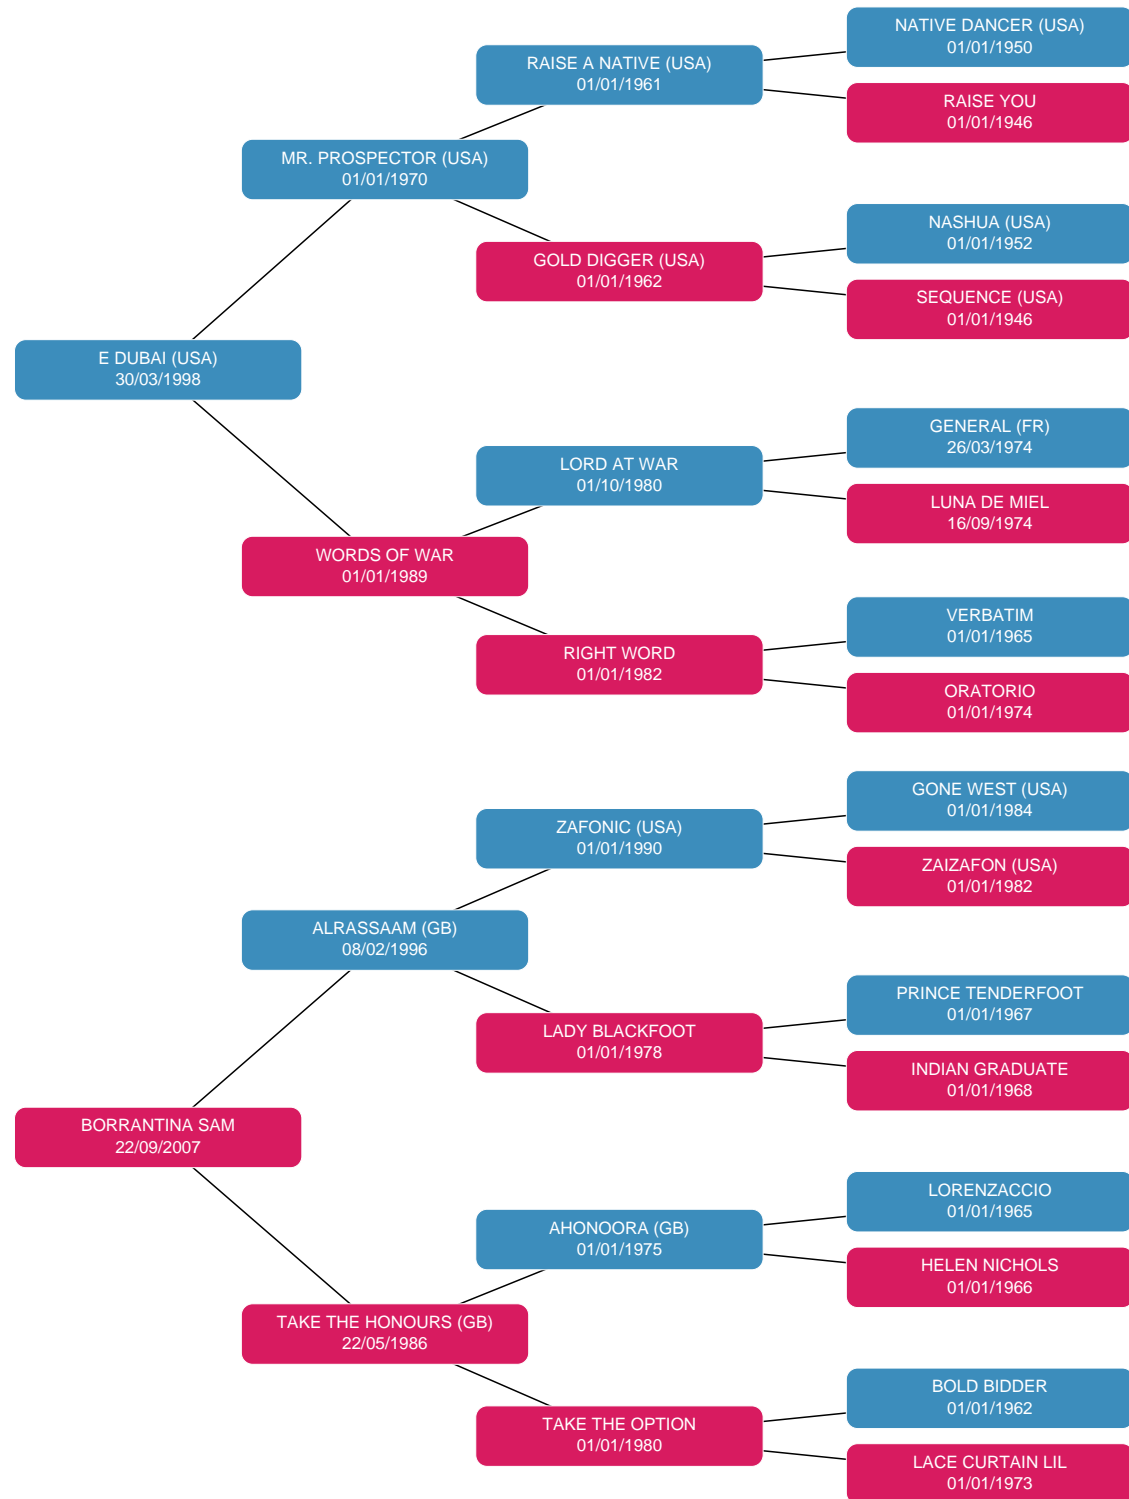 NATIVE DANCER (USA)
01/01/1950
RAISE A NATIVE (USA)
01/01/1961
RAISE YOU
01/01/1946
MR. PROSPECTOR (USA)
01/01/1970
NASHUA (USA)
01/01/1952
GOLD DIGGER (USA)
01/01/1962
SEQUENCE (USA)
01/01/1946
E DUBAI (USA)
30/03/1998
GENERAL (FR)
26/03/1974
LORD AT WAR
01/10/1980
LUNA DE MIEL
16/09/1974
WORDS OF WAR
01/01/1989
VERBATIM
01/01/1965
RIGHT WORD
01/01/1982
ORATORIO
01/01/1974
GONE WEST (USA)
01/01/1984
ZAFONIC (USA)
01/01/1990
ZAIZAFON (USA)
01/01/1982
ALRASSAAM (GB)
08/02/1996
PRINCE TENDERFOOT
01/01/1967
LADY BLACKFOOT
01/01/1978
INDIAN GRADUATE
01/01/1968
BORRANTINA SAM
22/09/2007
LORENZACCIO
01/01/1965
AHONOORA (GB)
01/01/1975
HELEN NICHOLS
01/01/1966
TAKE THE HONOURS (GB)
22/05/1986
BOLD BIDDER
01/01/1962
TAKE THE OPTION
01/01/1980
LACE CURTAIN LIL
01/01/1973